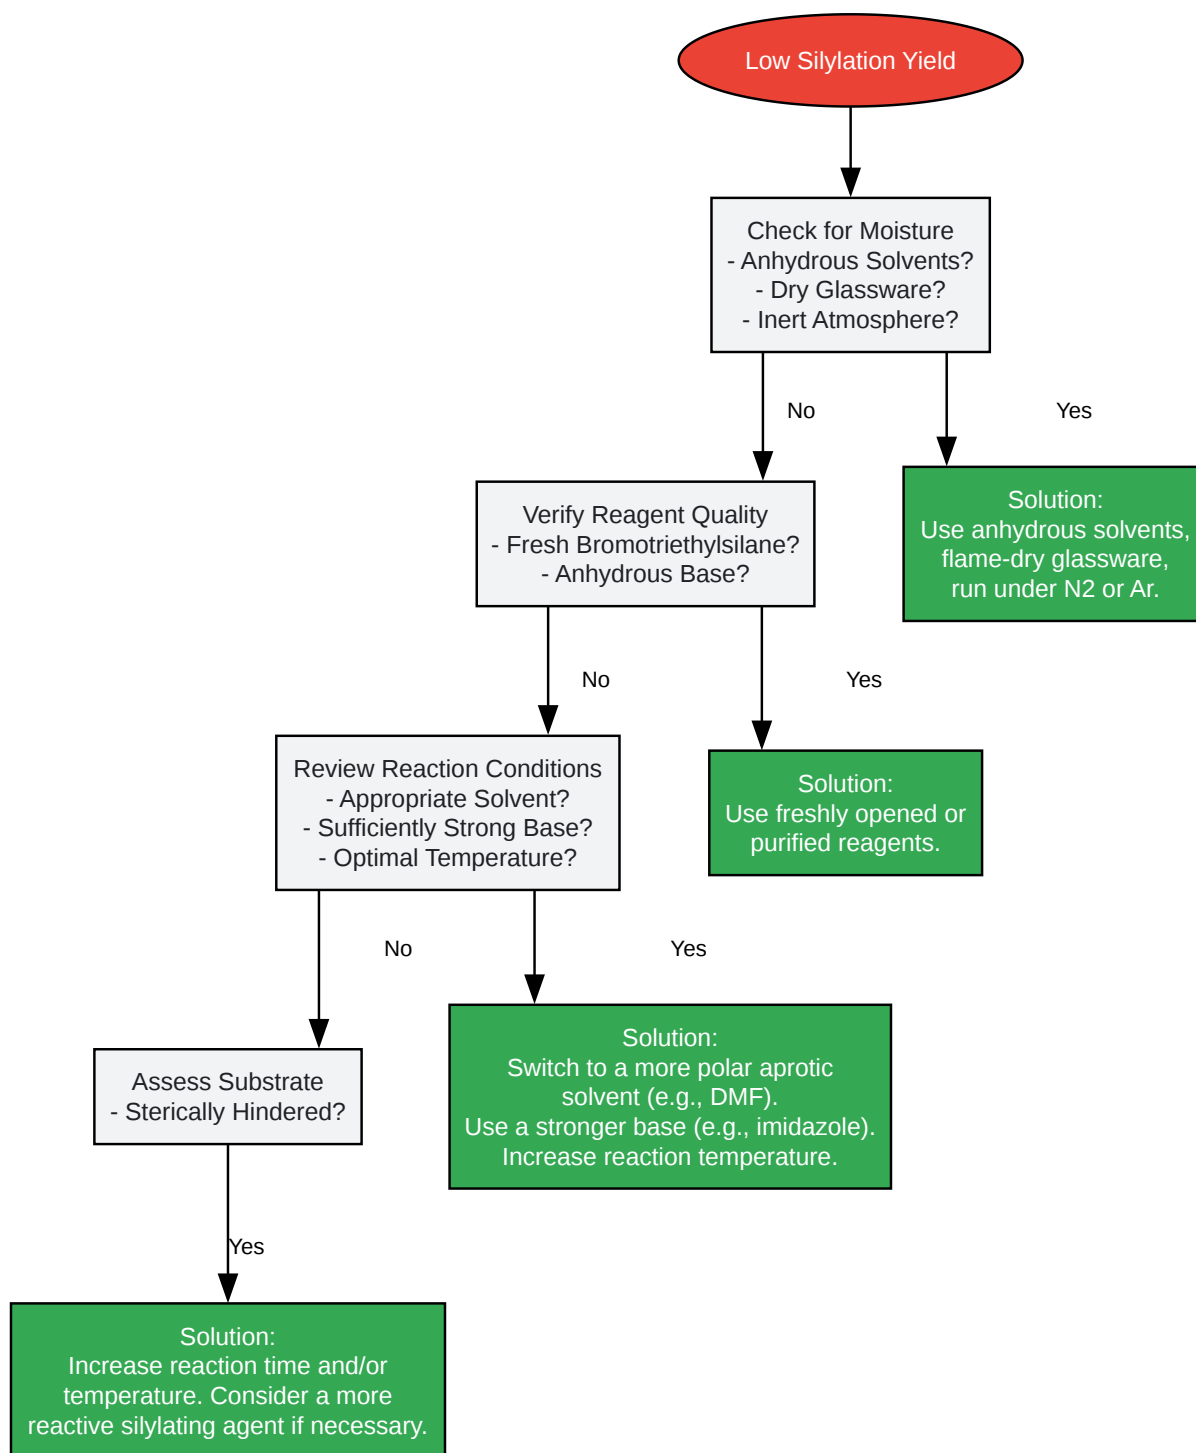 Low Silylation Yield
Check for Moisture
- Anhydrous Solvents?
- Dry Glassware?
- Inert Atmosphere?
No
Yes
Verify Reagent Quality
- Fresh Bromotriethylsilane?
- Anhydrous Base?
Solution:
Use anhydrous solvents,
flame-dry glassware,
run under N2 or Ar.
No
Yes
Review Reaction Conditions
- Appropriate Solvent?
- Sufficiently Strong Base?
- Optimal Temperature?
Solution:
Use freshly opened or
purified reagents.
No
Yes
Assess Substrate
- Sterically Hindered?
Solution:
Switch to a more polar aprotic
solvent (e.g., DMF).
Use a stronger base (e.g., imidazole).
Increase reaction temperature.
Yes
Solution:
Increase reaction time and/or
temperature. Consider a more
reactive silylating agent if necessary.